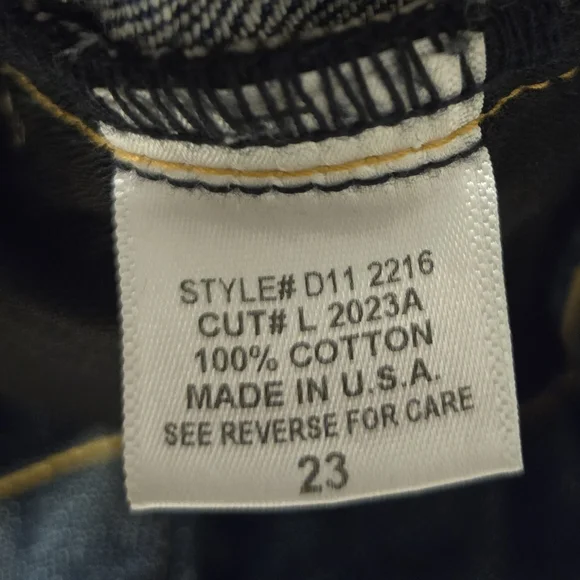 STYLE# D11 2216
CUT# L 2023A
100% COTTON
MADE IN U.S.A.
SEE REVERSE FOR CARE
23